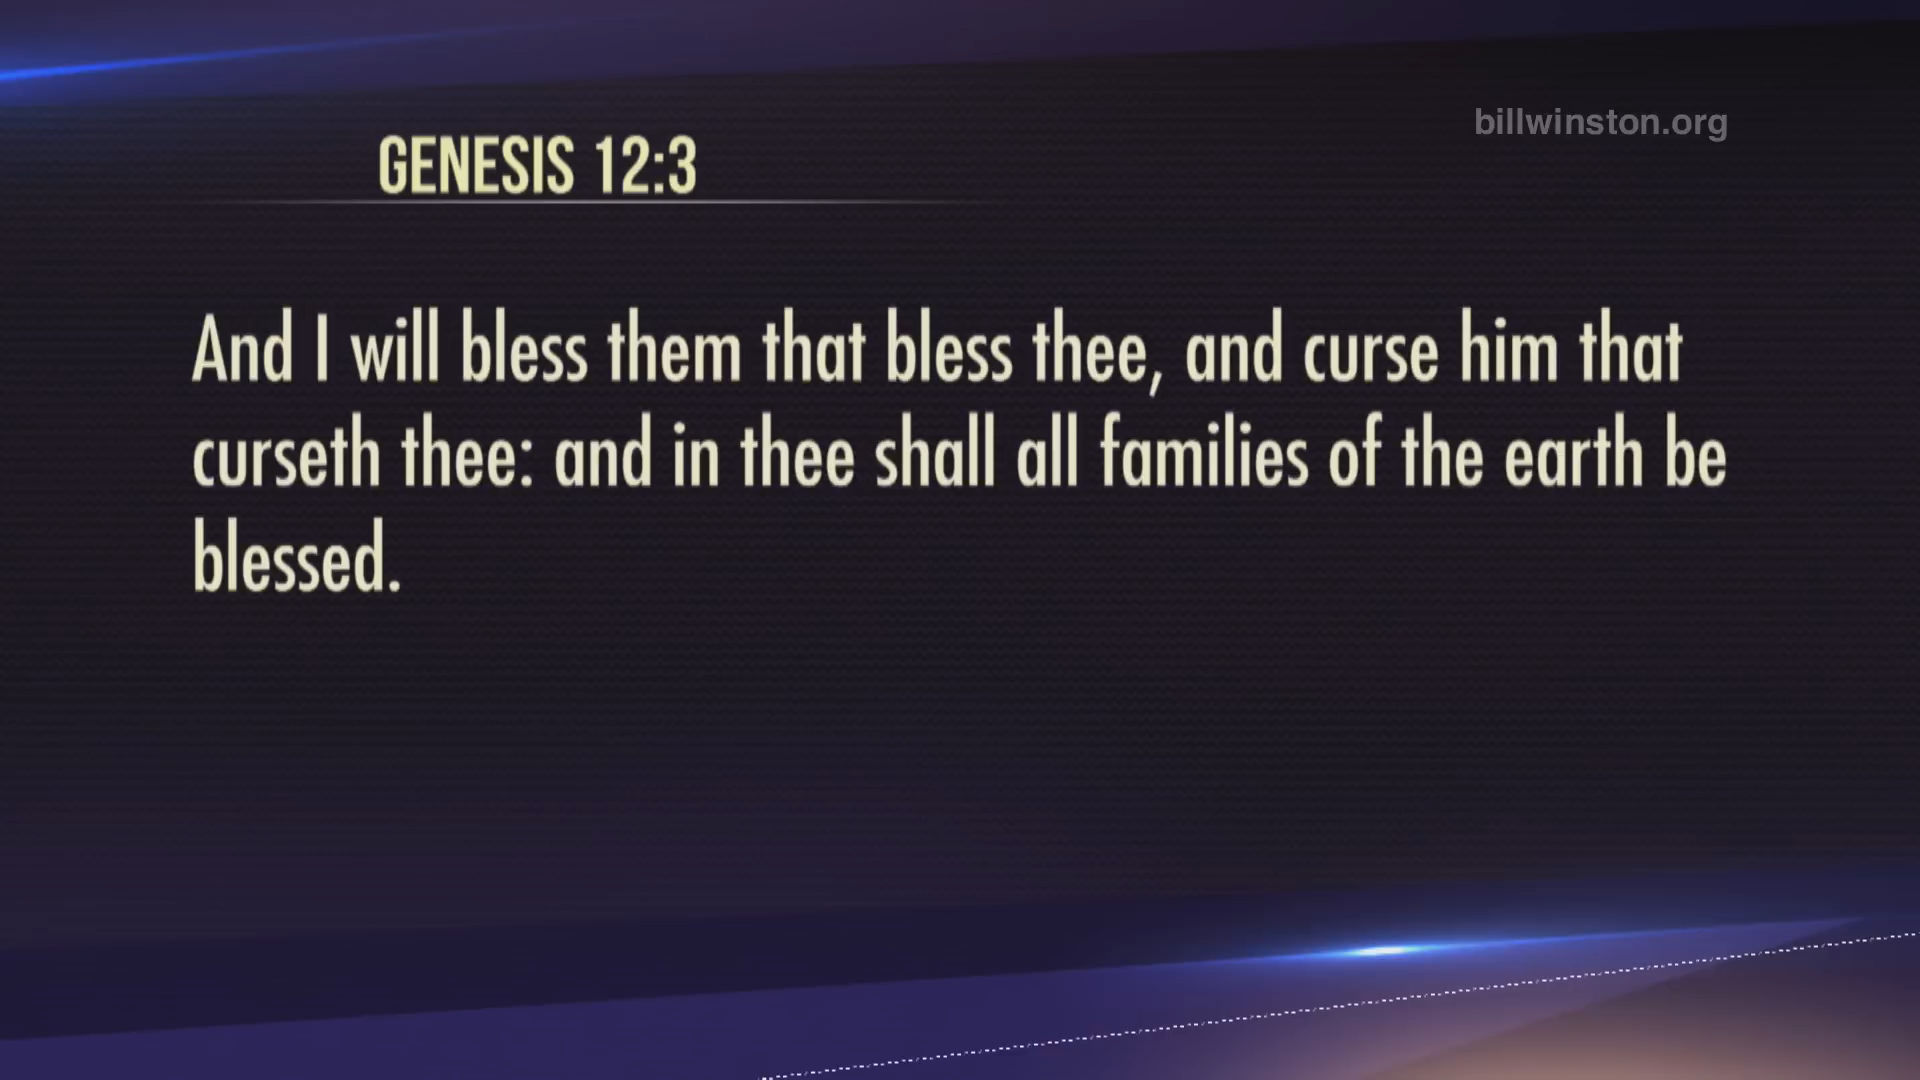 billwinston.org
GENESIS 12:3
And I will bless them that bless thee, and curse him that
curseth thee: and in thee shall all families of the earth be
blessed.